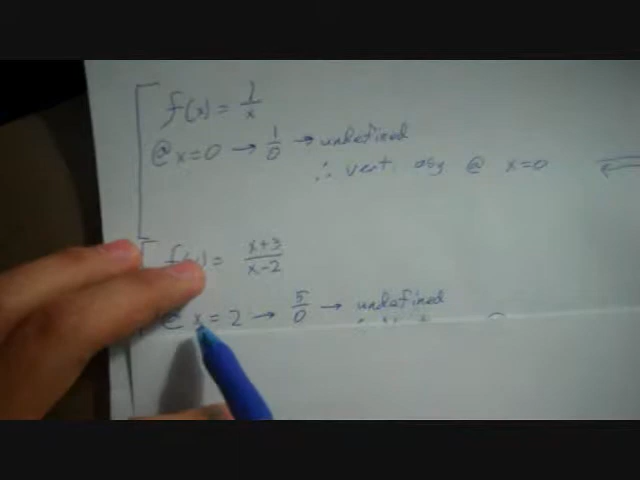 f(x) = 1/x
@ x=0 → 1/0 → undefined
∴ vert. asy @ x=0
f(x) = x+3/x-2
@ x = 2 → 5/0 → undefined